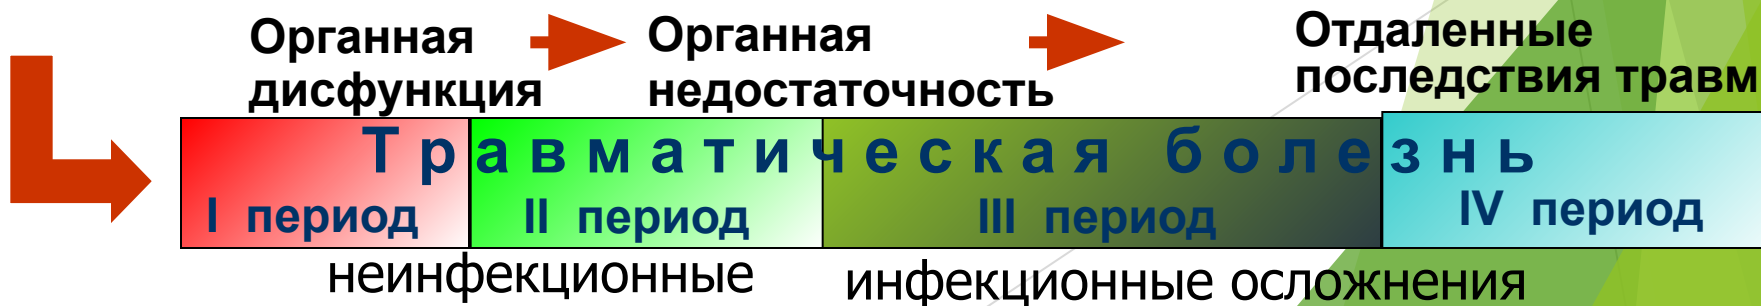 Органная Органная Отдаленные
дисфункция недостаточность последствия травм
Травматическая болезнь
I период II период III период IV период
неинфекционные инфекционные осложнения